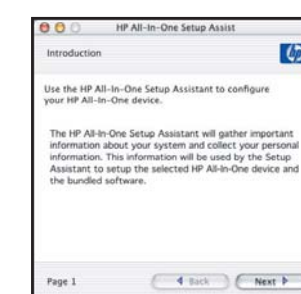 HP All-In-One Setup Assist
Introduction
hp
Use the HP All-In-One Setup Assistant to configure
your HP All-In-One device.
The HP All-In-One Setup Assistant will gather important
information about your system and collect your personal
information. This information will be used by the Setup
Assistant to setup the selected HP All-In-One device and
the bundled software.
Page 1
Back
Next